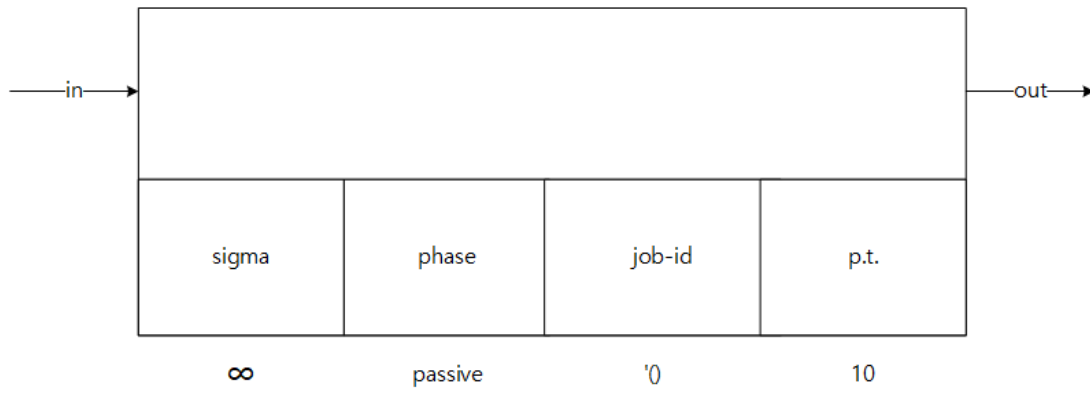 in out
sigma phase job-id p.t.
∞ passive '() 10